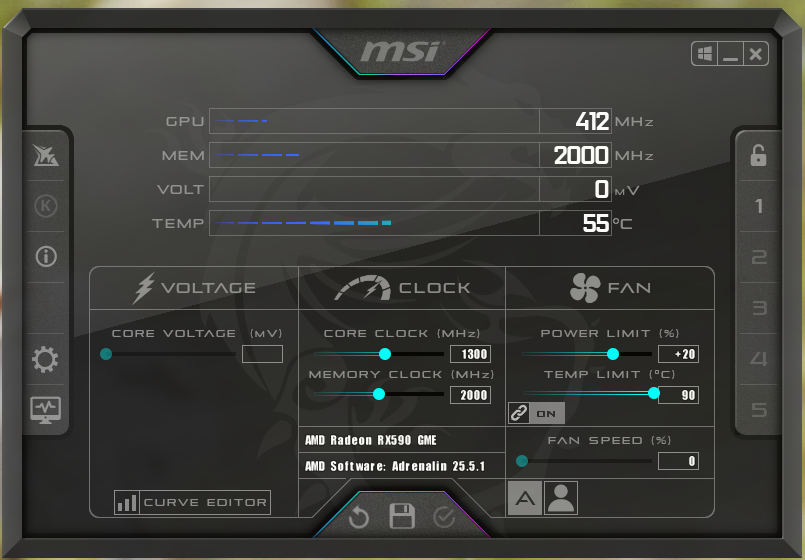 msi
GPU 412 MHz
MEM 2000 MHz
VOLT 0 mV
TEMP 55 °C
K
i
1
2
3
4
5
VOLTAGE
CORE VOLTAGE (MV)
CLOCK
CORE CLOCK (MHz)
1300
MEMORY CLOCK (MHz)
2000
AMD Radeon RX590 GME
AMD Software: Adrenalin 25.5.1
FAN
POWER LIMIT (%)
+20
TEMP LIMIT (°C)
90
ON
FAN SPEED (%)
0
A
CURVE EDITOR